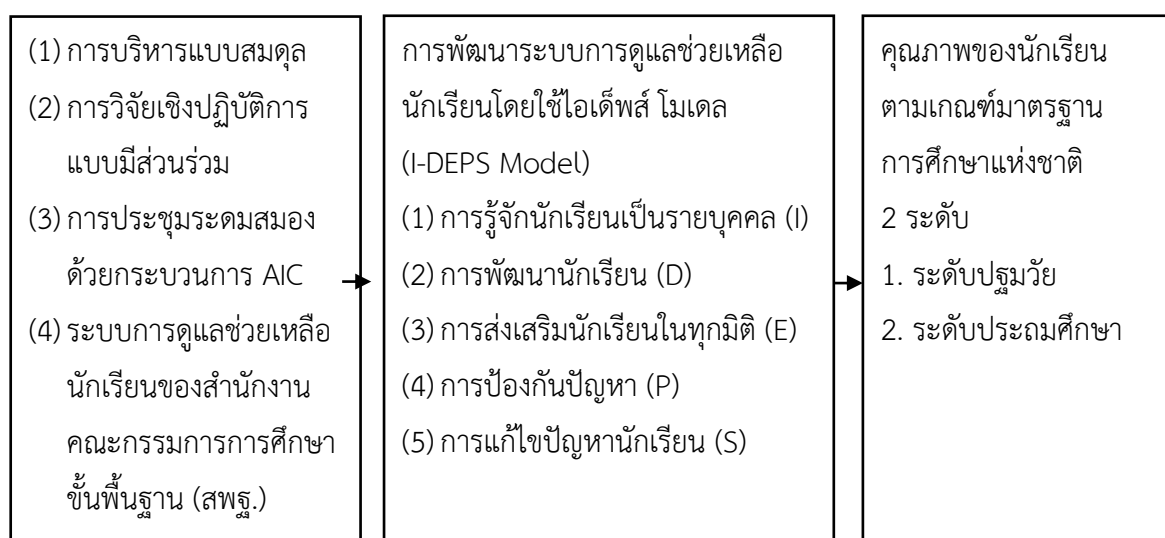 (1) การบริหารแบบสมดุล
(2) การวิจัยเชิงปฏิบัติการ
แบบมีส่วนร่วม
(3) การประชุมระดมสมอง
ด้วยกระบวนการ AIC
(4) ระบบการดูแลช่วยเหลือ
นักเรียนของสำนักงาน
คณะกรรมการการศึกษา
ขั้นพื้นฐาน (สพฐ.)
การพัฒนาระบบการดูแลช่วยเหลือ
นักเรียนโดยใช้ไอเด็พส์ โมเดล
(I-DEPS Model)
(1) การรู้จักนักเรียนเป็นรายบุคคล (I)
(2) การพัฒนานักเรียน (D)
(3) การส่งเสริมนักเรียนในทุกมิติ (E)
(4) การป้องกันปัญหา (P)
(5) การแก้ไขปัญหานักเรียน (S)
คุณภาพของนักเรียน
ตามเกณฑ์มาตรฐาน
การศึกษาแห่งชาติ
2 ระดับ
1. ระดับปฐมวัย
2. ระดับประถมศึกษา